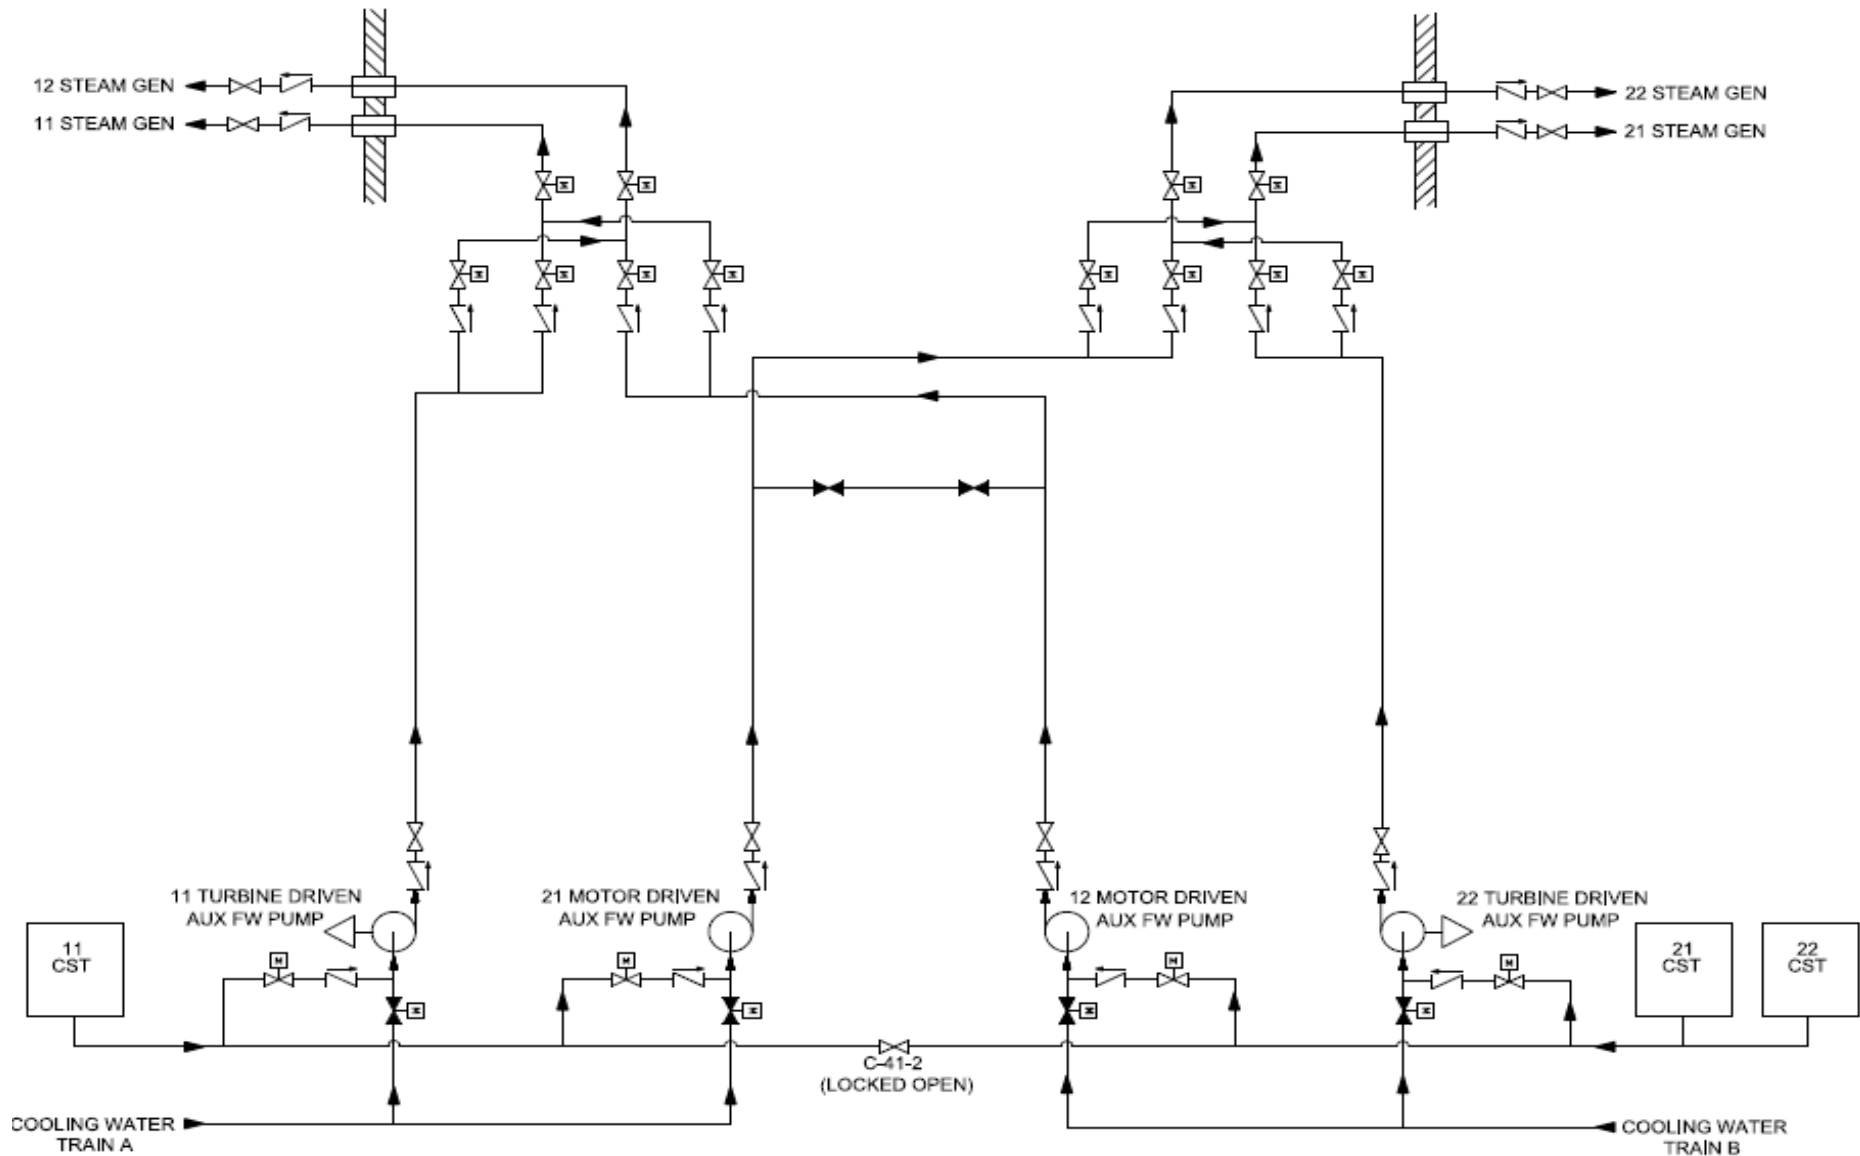 12 STEAM GEN
11 STEAM GEN
22 STEAM GEN
21 STEAM GEN
11 TURBINE DRIVEN
AUX FW PUMP
21 MOTOR DRIVEN
AUX FW PUMP
12 MOTOR DRIVEN
AUX FW PUMP
22 TURBINE DRIVEN
AUX FW PUMP
11
CST
21
CST
22
CST
M
M
M
M
C-41-2
(LOCKED OPEN)
COOLING WATER
TRAIN A
COOLING WATER
TRAIN B